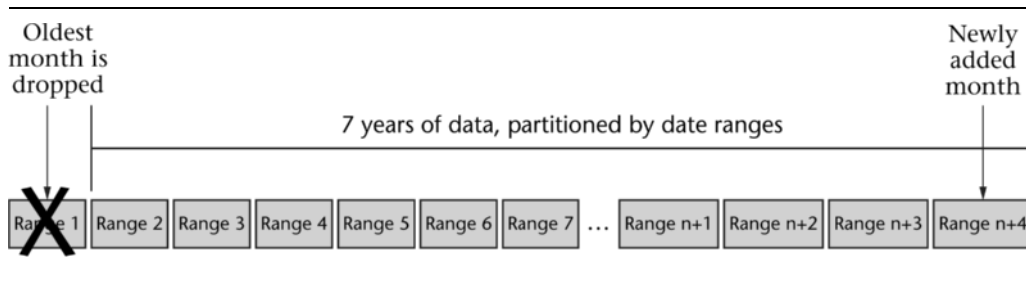 Oldest
month is
dropped
Newly
added
month
7 years of data, partitioned by date ranges
Range 1 Range 2 Range 3 Range 4 Range 5 Range 6 Range 7 ... Range n+1 Range n+2 Range n+3 Range n+4